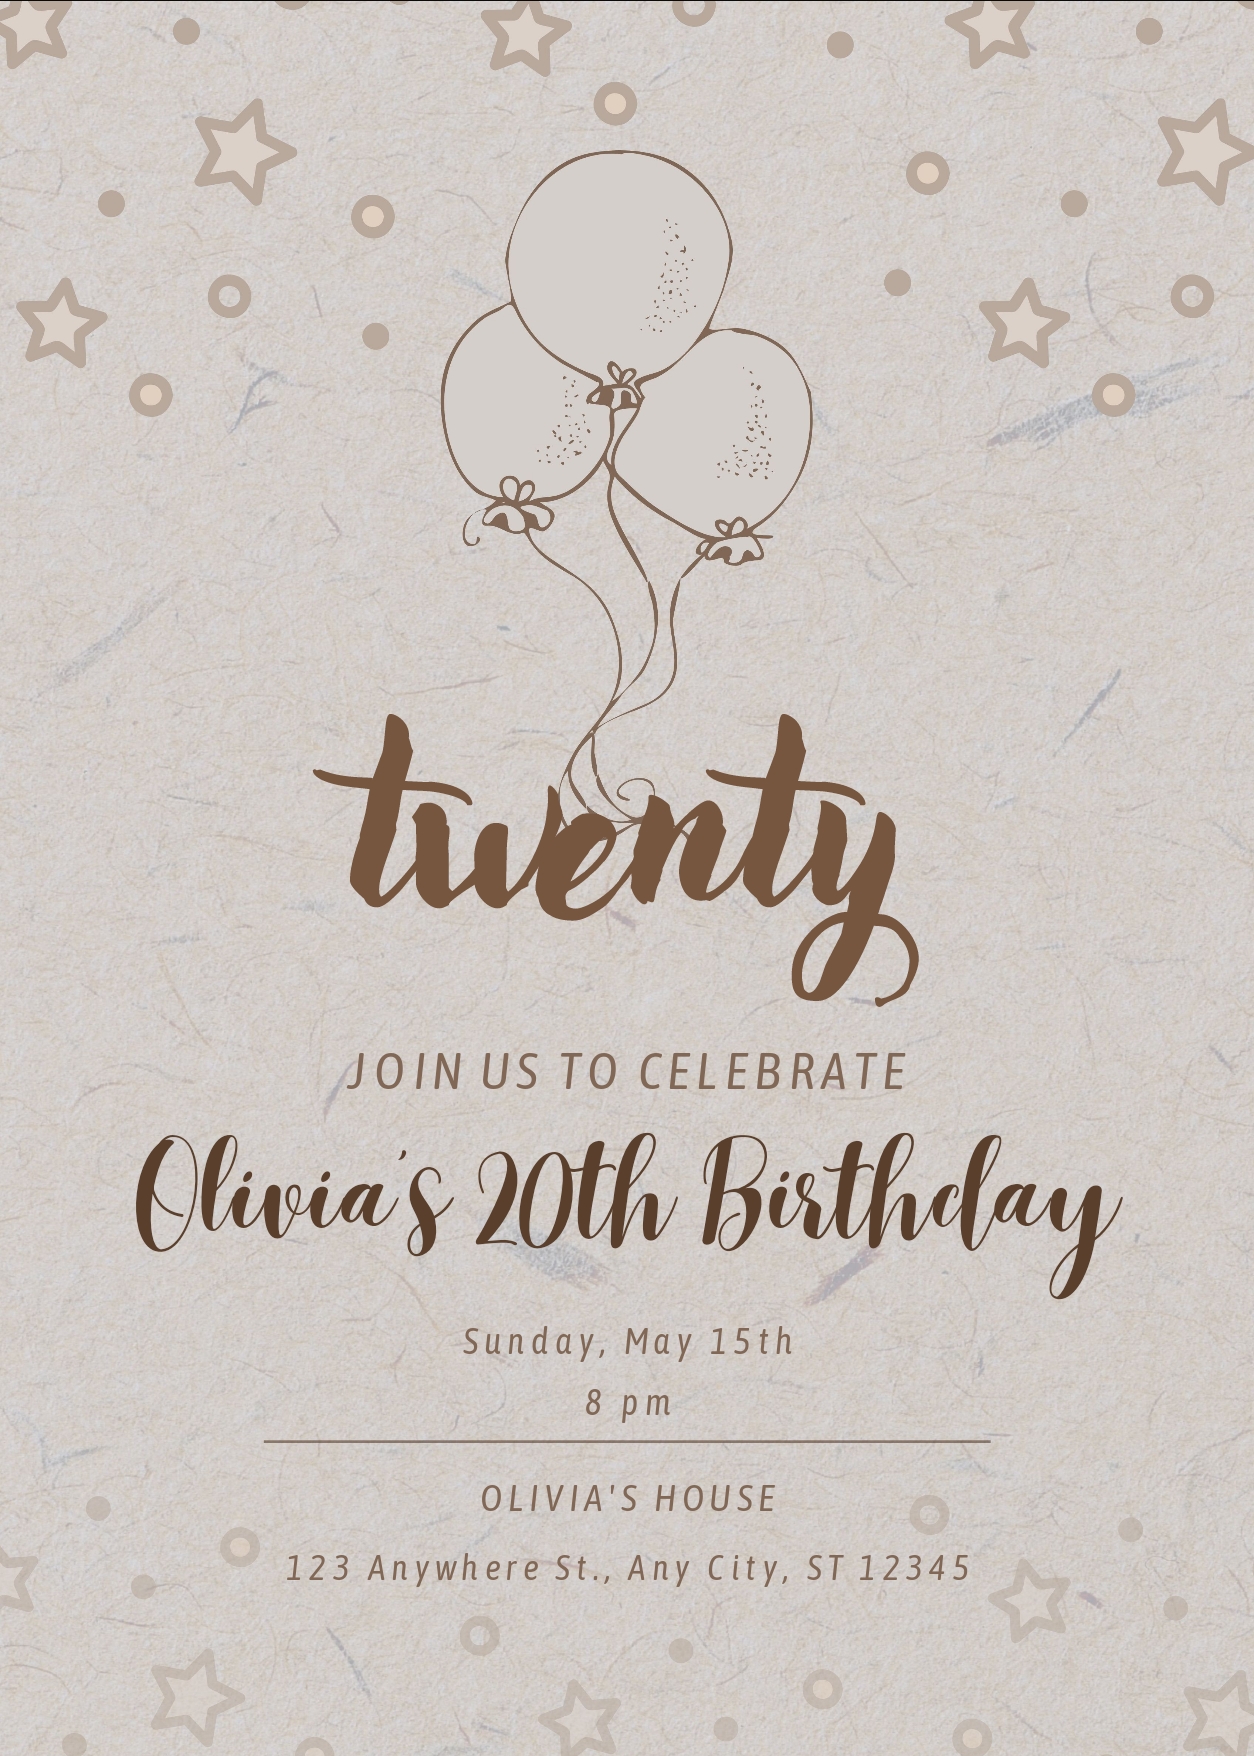 twenty
JOIN US TO CELEBRATE
Olivia's 20th Birthday
Sunday, May 15th
8 pm
OLIVIA'S HOUSE
123 Anywhere St., Any City, ST 12345